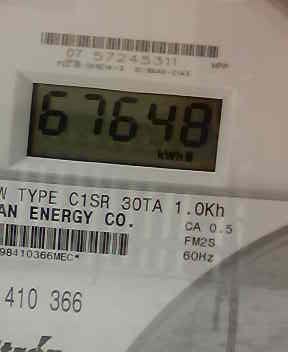 07 57245311
67648
kWh
W TYPE C1SR 30TA 1.0Kh
AN ENERGY CO.
CA 0.5
FM2S
98410366MEC*
60Hz
410 366